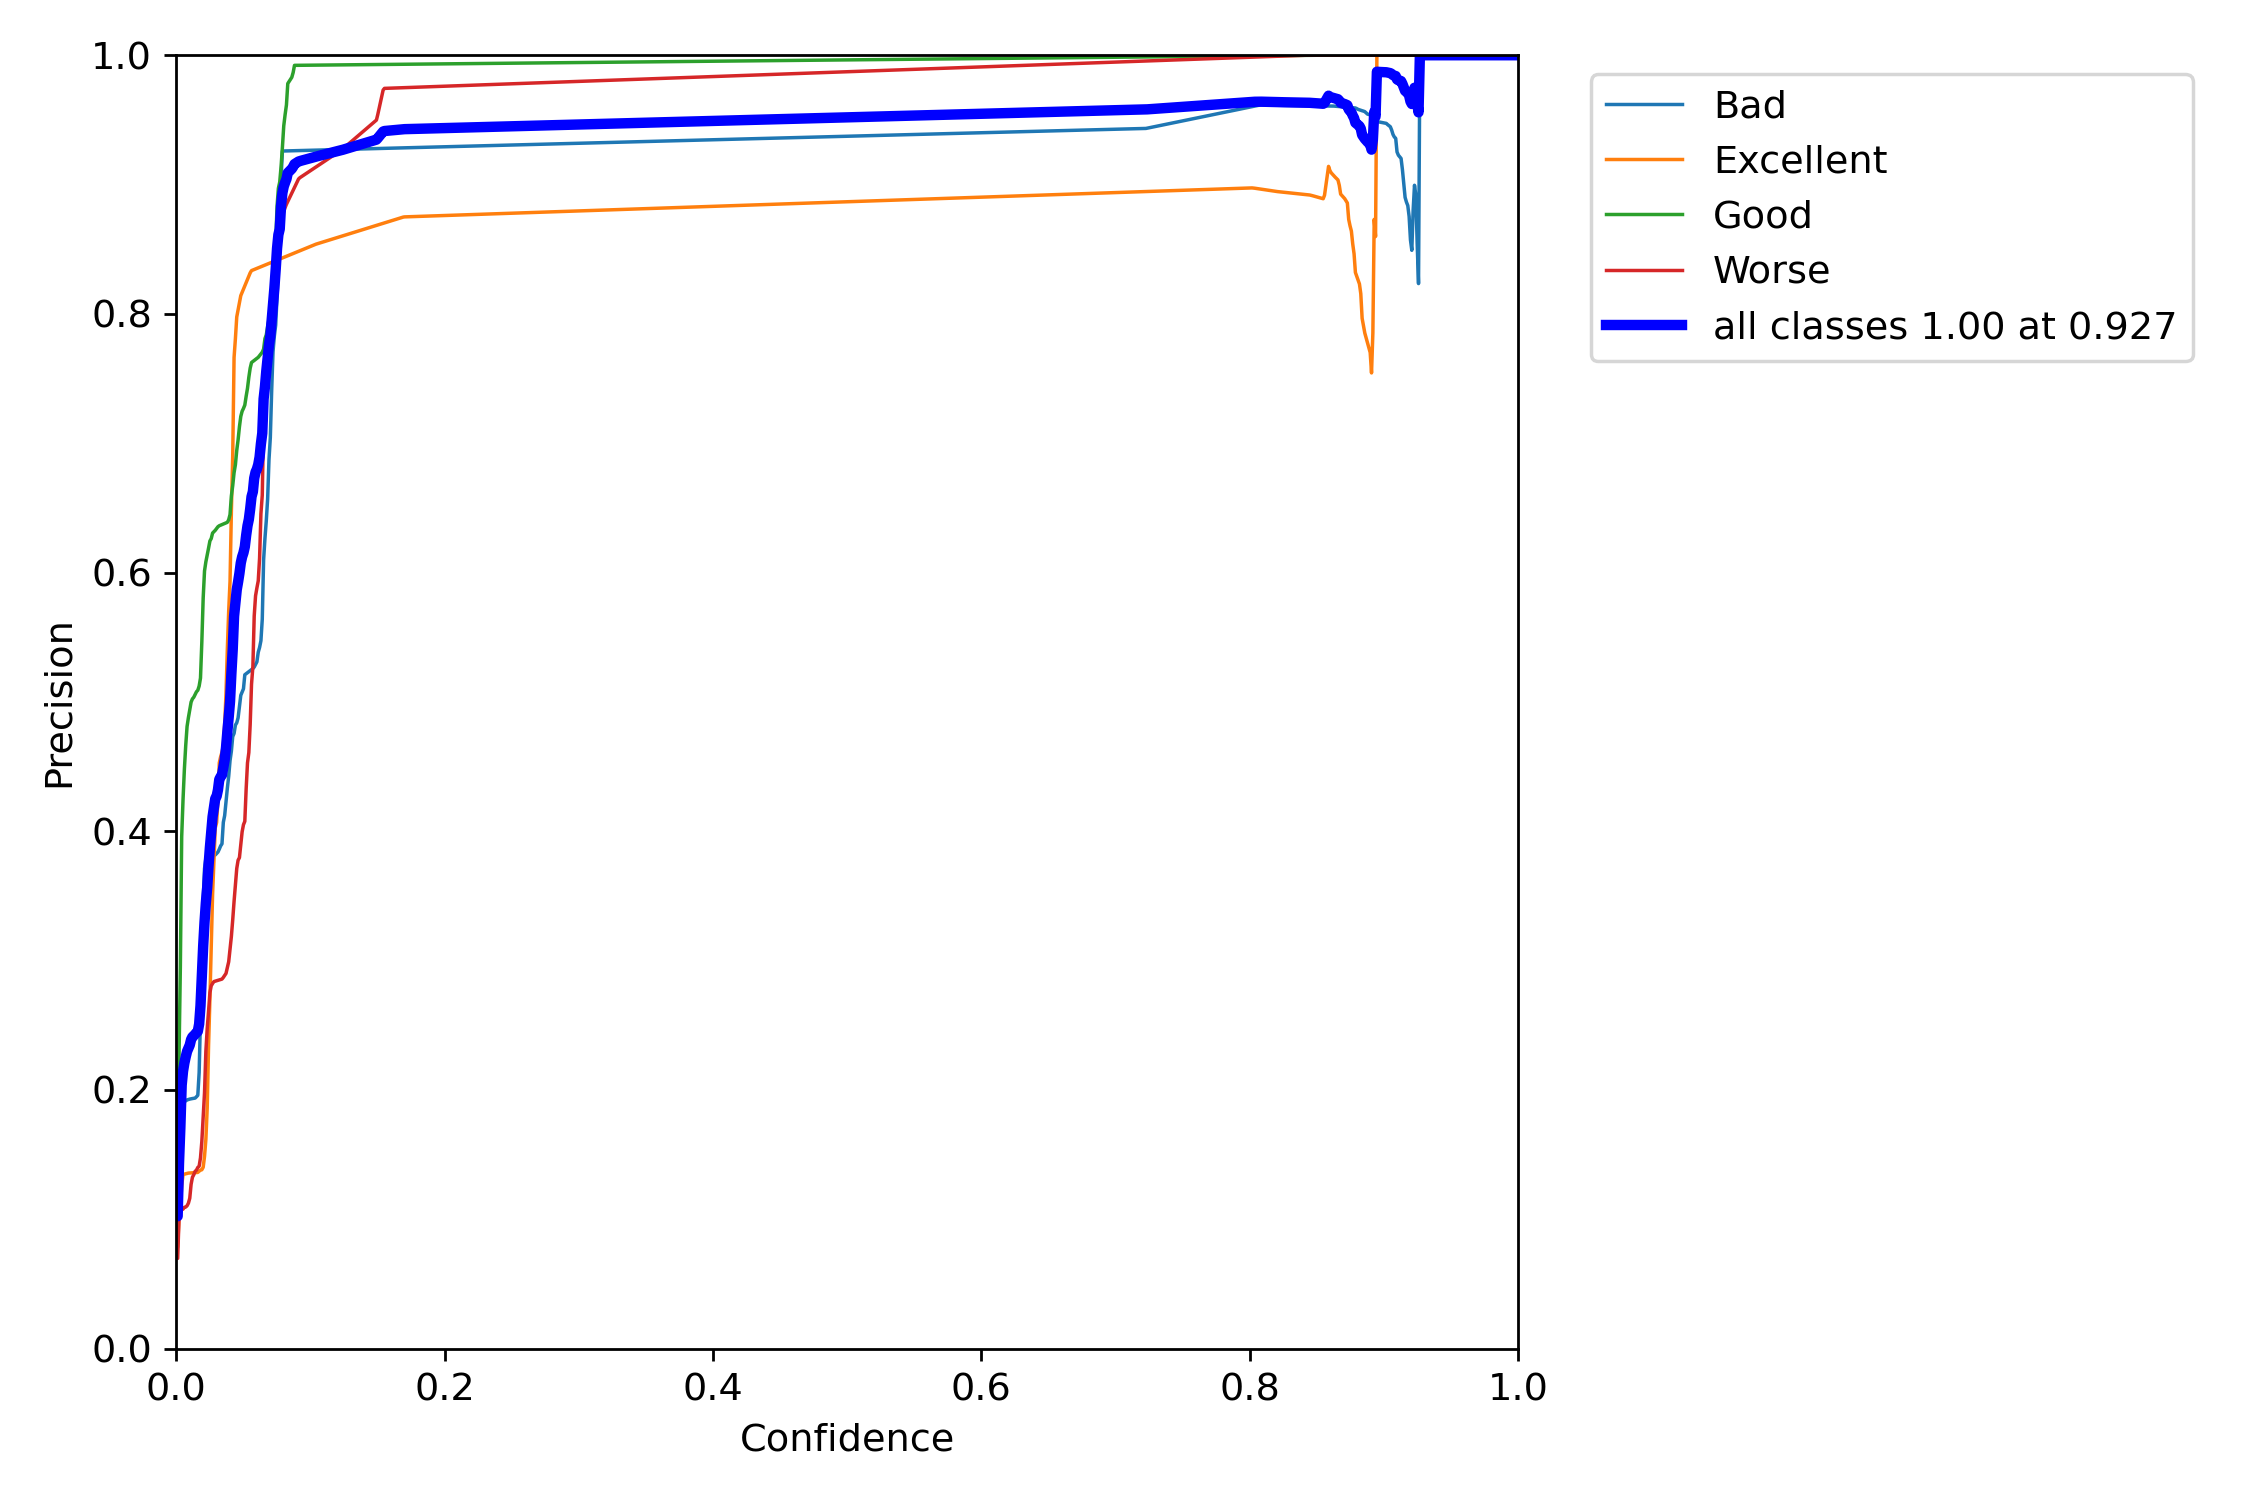 1.0
0.8
0.6
0.4
0.2
0.0
Precision
0.0 0.2 0.4 0.6 0.8 1.0
Confidence
Bad
Excellent
Good
Worse
all classes 1.00 at 0.927